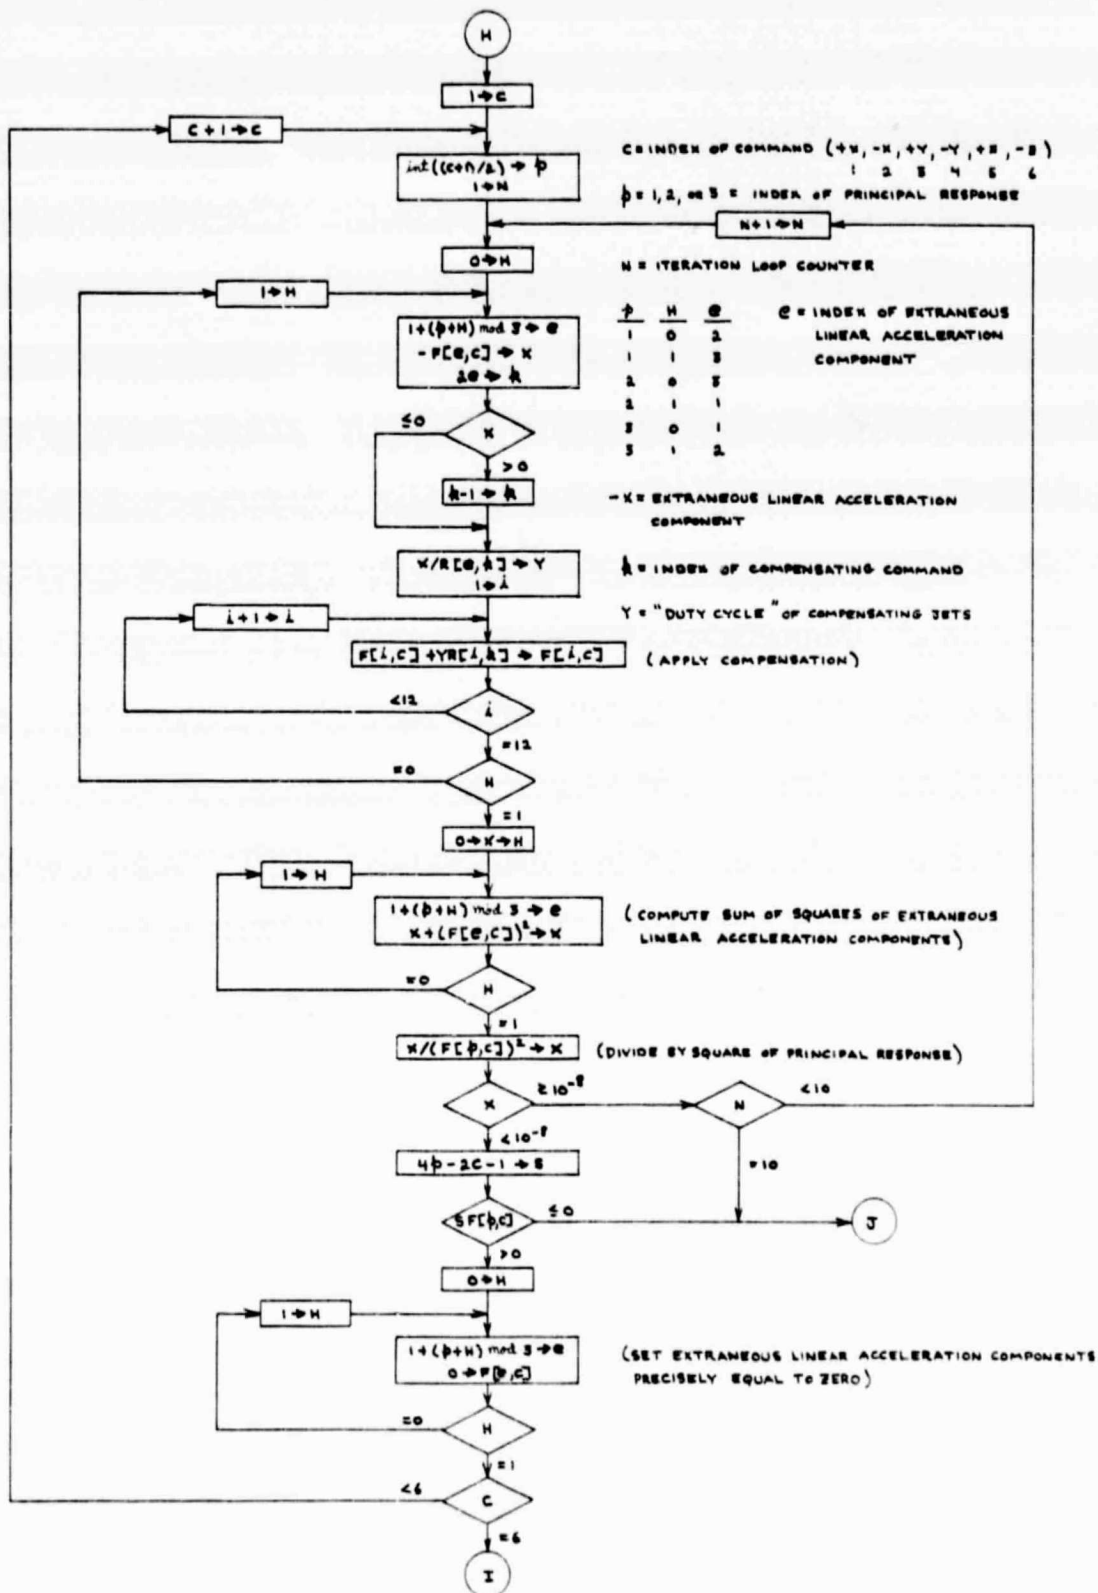 H
1→C
C+1→C
int((C+1)/2)→p
1→N
C = INDEX OF COMMAND (+X, -X, +Y, -Y, +Z, -Z)
1 2 3 4 5 6
p = 1, 2, OR 3 = INDEX OF PRINCIPAL RESPONSE
N+1→N
0→H
N = ITERATION LOOP COUNTER
1→H
1+(p+H) mod 3→e
-F[e,c]→X
2e→k
p H e
1 0 2
1 1 3
2 0 3
2 1 1
3 0 1
3 1 2
e = INDEX OF EXTRANEOUS
LINEAR ACCELERATION
COMPONENT
≤0
X
>0
k-1→k
-X = EXTRANEOUS LINEAR ACCELERATION
COMPONENT
X/R[e,k]→Y
1→i
k = INDEX OF COMPENSATING COMMAND
i+1→i
Y = "DUTY CYCLE" OF COMPENSATING JETS
F[i,c]+YR[i,k]→F[i,c]
(APPLY COMPENSATION)
<12
i
=12
=0
H
=1
0→X→H
1→H
1+(p+H) mod 3→e
X+(F[e,c])²→X
(COMPUTE SUM OF SQUARES OF EXTRANEOUS
LINEAR ACCELERATION COMPONENTS)
=0
H
=1
X/(F[p,c])²→X
(DIVIDE BY SQUARE OF PRINCIPAL RESPONSE)
X
≥10⁻⁸
N
<10
<10⁻⁸
=10
4p-2C-1→S
SF[p,c]
≤0
J
>0
0→H
1→H
1+(p+H) mod 3→e
0→F[e,c]
(SET EXTRANEOUS LINEAR ACCELERATION COMPONENTS
PRECISELY EQUAL TO ZERO)
=0
H
=1
<6
C
=6
I